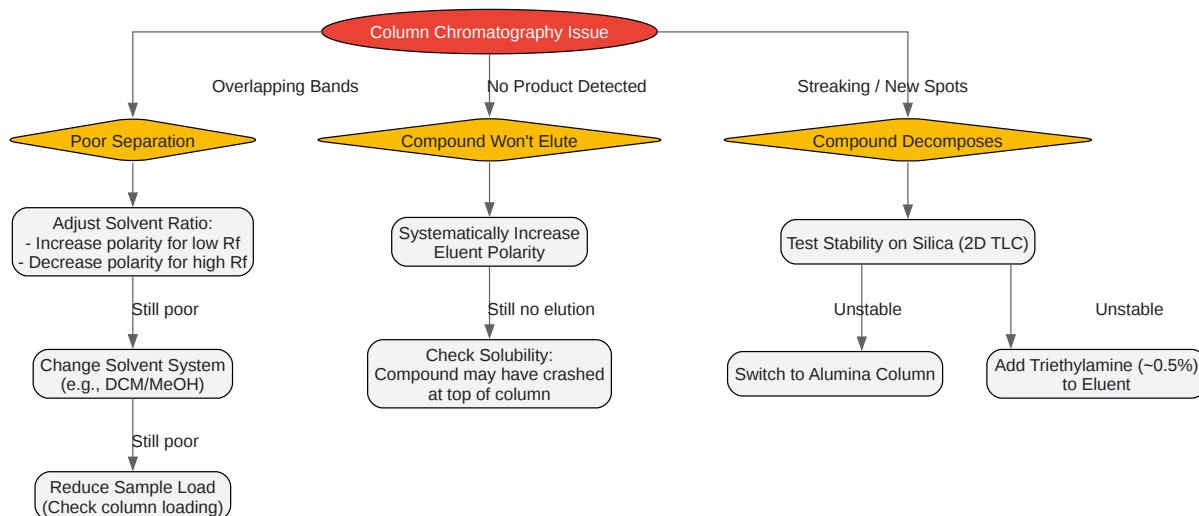 Column Chromatography Issue
Overlapping Bands
No Product Detected
Streaking / New Spots
Poor Separation
Compound Won't Elute
Compound Decomposes
Adjust Solvent Ratio:
- Increase polarity for low Rf
- Decrease polarity for high Rf
Systematically Increase
Eluent Polarity
Test Stability on Silica (2D TLC)
Still poor
Still no elution
Unstable
Unstable
Change Solvent System
(e.g., DCM/MeOH)
Check Solubility:
Compound may have crashed
at top of column
Switch to Alumina Column
Add Triethylamine (~0.5%)
to Eluent
Still poor
Reduce Sample Load
(Check column loading)